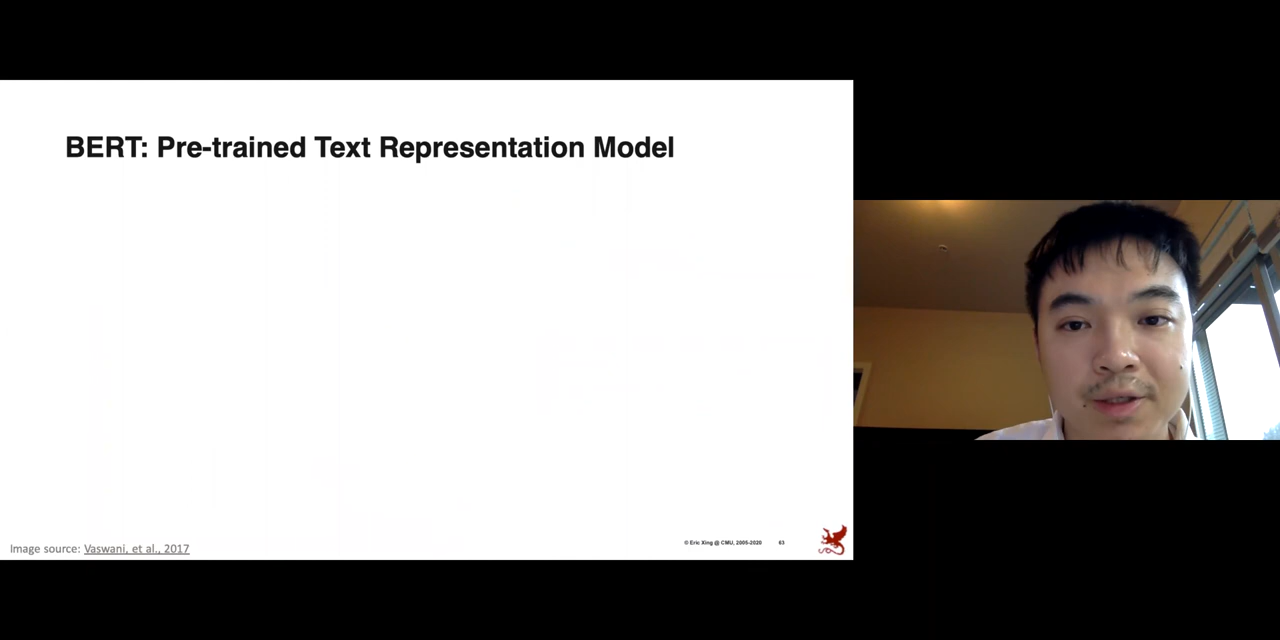 BERT: Pre-trained Text Representation Model
Image source: Vaswani, et al., 2017
© Eric Xing @ CMU, 2005-2020
63